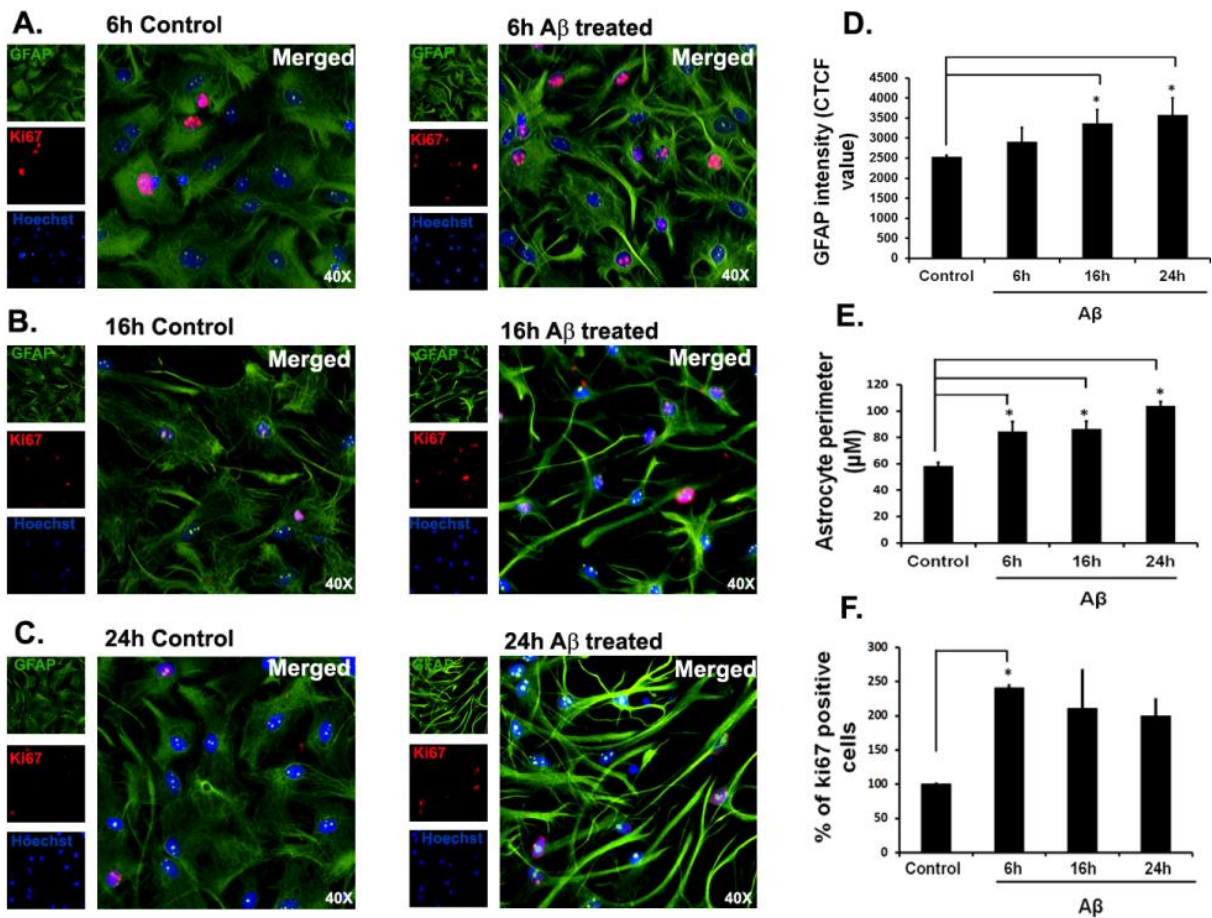 A.
6h Control
GFAP
Ki67
Hoechst
Merged
40X
6h Aβ treated
GFAP
Ki67
Hoechst
Merged
40X
B.
16h Control
GFAP
Ki67
Hoechst
Merged
40X
16h Aβ treated
GFAP
Ki67
Hoechst
Merged
40X
C.
24h Control
GFAP
Ki67
Hoechst
Merged
40X
24h Aβ treated
GFAP
Ki67
Hoechst
Merged
40X
D.
GFAP intensity (CTCF
value)
4500
4000
3500
3000
2500
2000
1500
1000
500
0
* *
Control 6h 16h 24h
Aβ
E.
Astrocyte perimeter
(µM)
120
100
80
60
40
20
0
* * *
Control 6h 16h 24h
Aβ
F.
% of ki67 positive
cells
300
250
200
150
100
50
0
*
Control 6h 16h 24h
Aβ